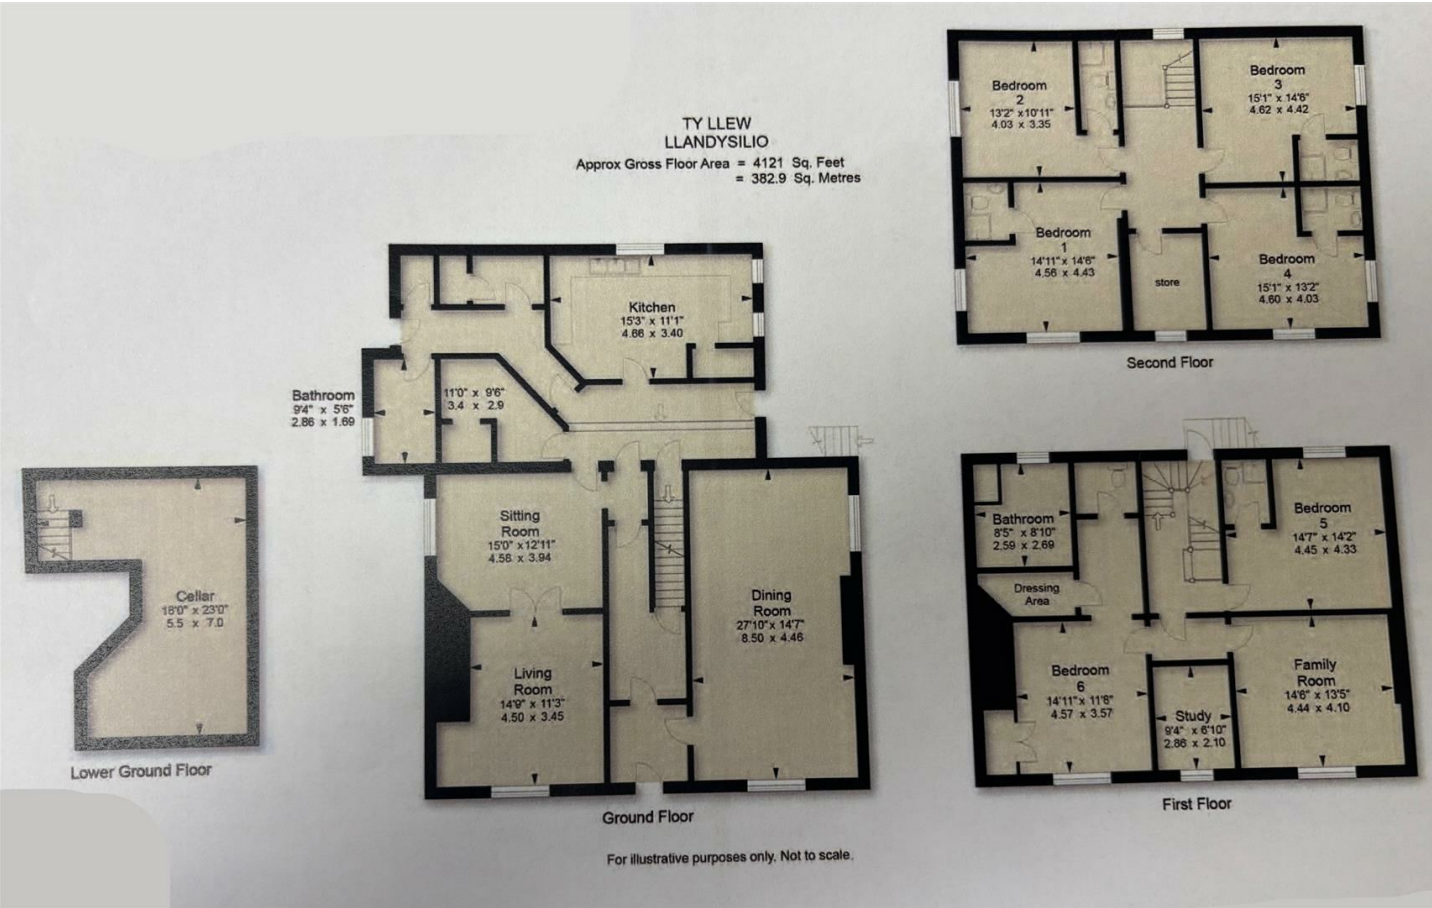 TY LLEW
LLANDYSILIO
Approx Gross Floor Area = 4121 Sq. Feet
= 382.9 Sq. Metres
Bedroom
2
13'2" x 10'11"
4.03 x 3.35
Bedroom
3
15'1" x 14'6"
4.62 x 4.42
Bedroom
1
14'11" x 14'6"
4.56 x 4.43
store
Bedroom
4
15'1" x 13'2"
4.60 x 4.03
Second Floor
Kitchen
15'3" x 11'1"
4.66 x 3.40
Bathroom
9'4" x 5'6"
2.86 x 1.69
11'0" x 9'6"
3.4 x 2.9
Sitting
Room
15'0" x 12'11"
4.58 x 3.94
Dining
Room
27'10" x 14'7"
8.50 x 4.46
Living
Room
14'9" x 11'3"
4.50 x 3.45
Ground Floor
Cellar
18'0" x 23'0"
5.5 x 7.0
Lower Ground Floor
Bathroom
8'5" x 8'10"
2.59 x 2.69
Dressing
Area
Bedroom
5
14'7" x 14'2"
4.45 x 4.33
Bedroom
6
14'11" x 11'8"
4.57 x 3.57
Study
9'4" x 6'10"
2.86 x 2.10
Family
Room
14'6" x 13'5"
4.44 x 4.10
First Floor
For illustrative purposes only. Not to scale.